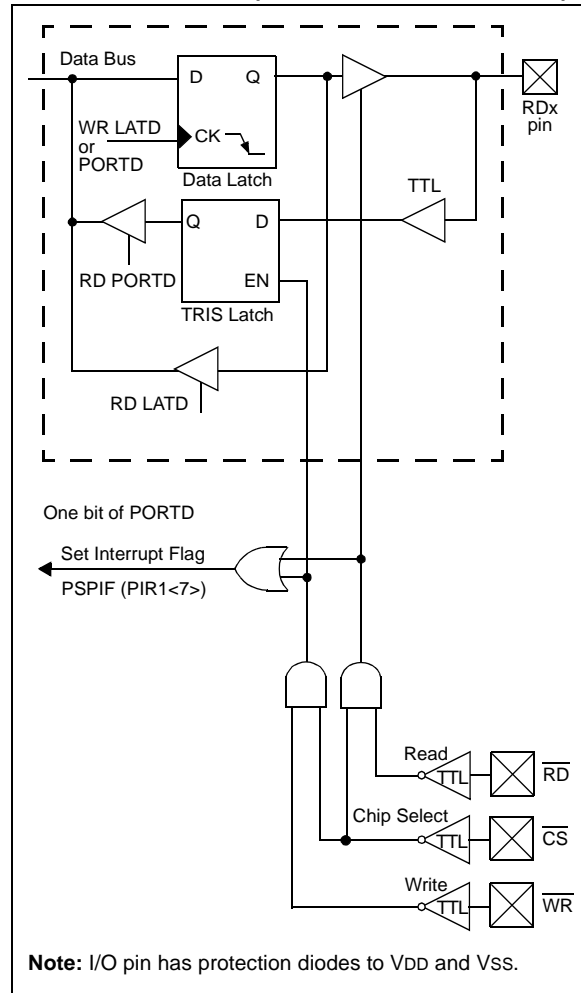 Data Bus
D Q
RDx
pin
WR LATD
or
PORTD
CK
Data Latch
TTL
Q D
RD PORTD
EN
TRIS Latch
RD LATD
One bit of PORTD
Set Interrupt Flag
PSPIF (PIR1<7>)
Read
TTL
RD
Chip Select
TTL
CS
Write
TTL
WR
Note: I/O pin has protection diodes to VDD and VSS.